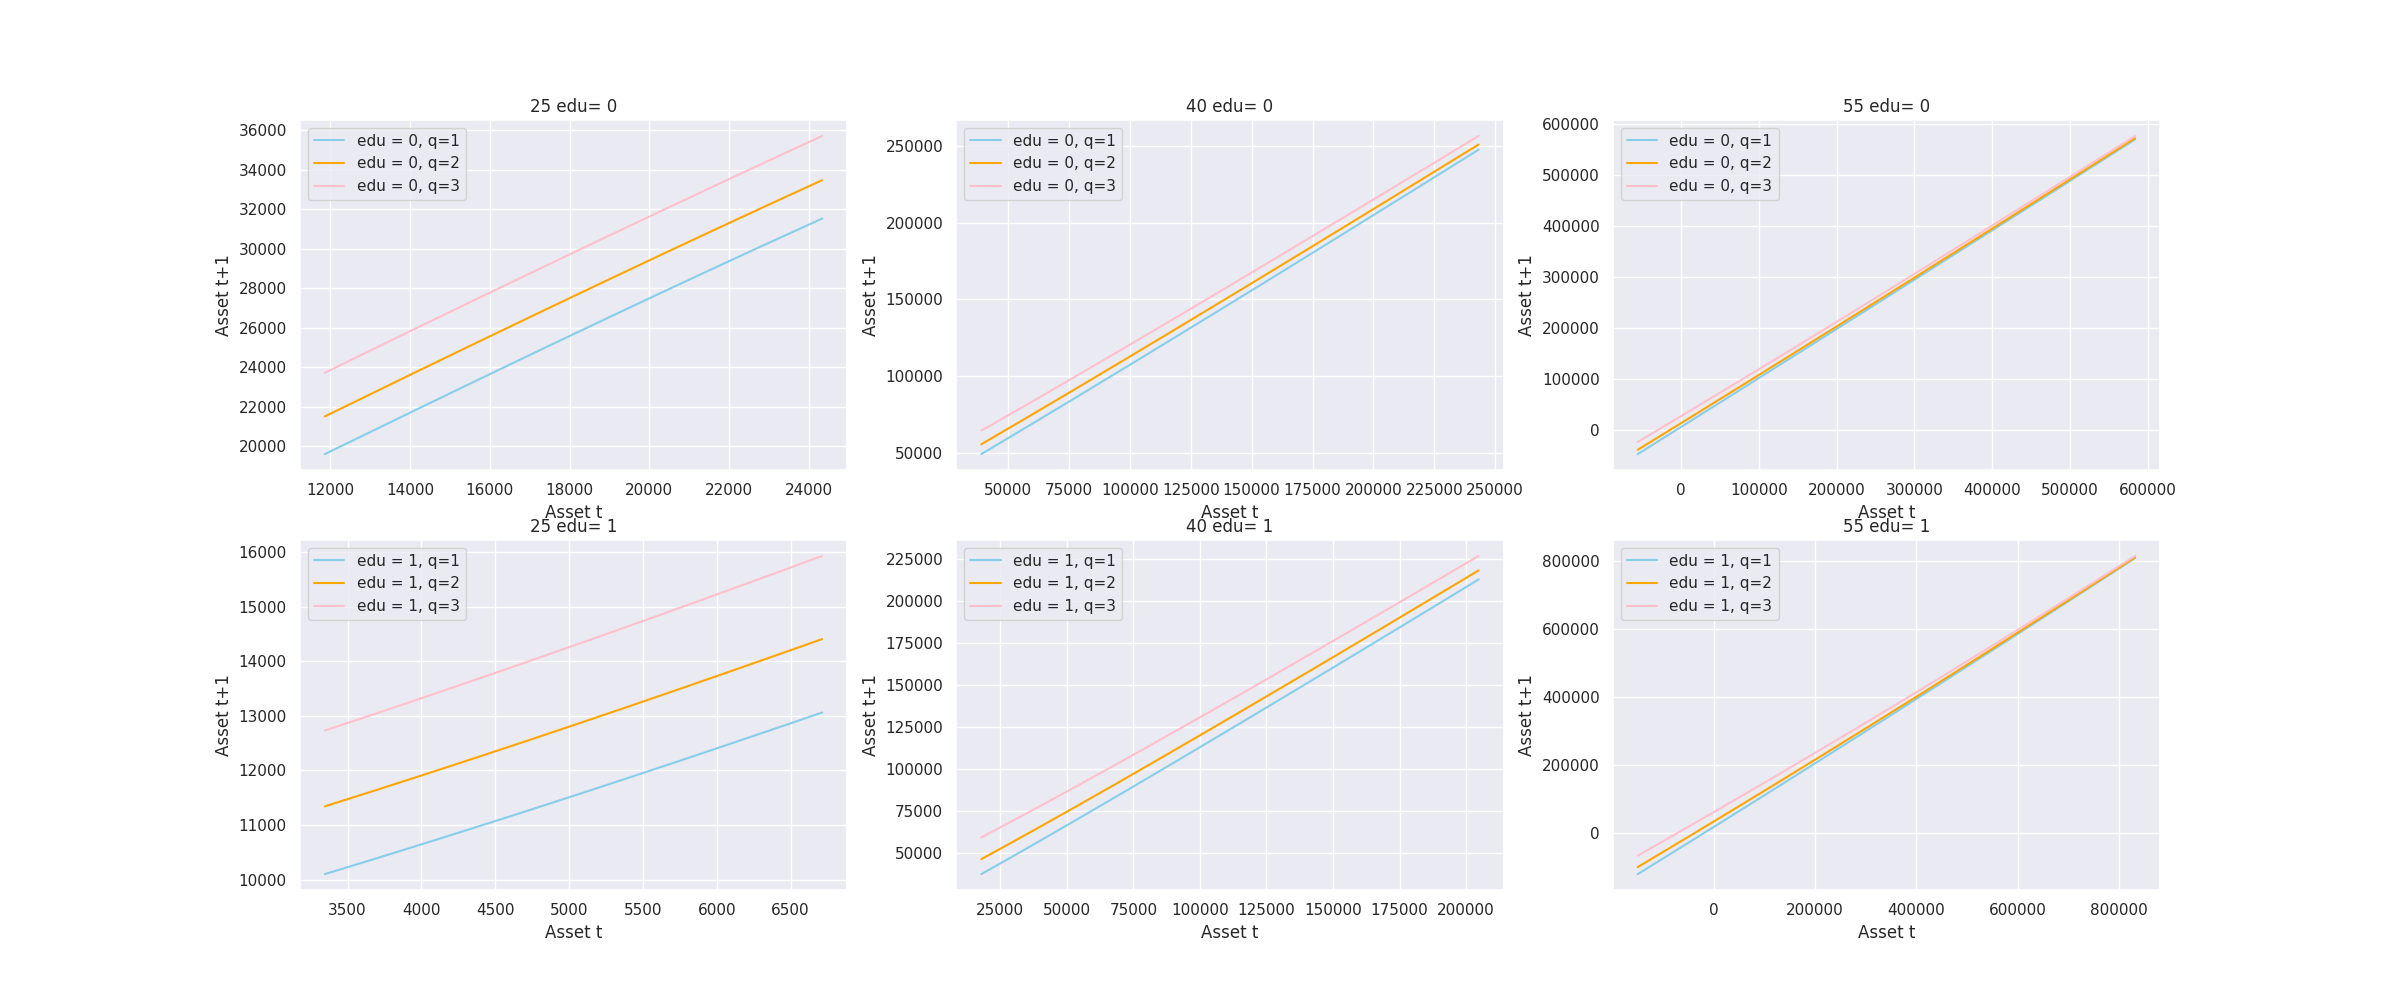 25 edu= 0
edu = 0, q=1
edu = 0, q=2
edu = 0, q=3
36000
34000
32000
30000
28000
26000
24000
22000
20000
Asset t+1
12000 14000 16000 18000 20000 22000 24000
Asset t
40 edu= 0
edu = 0, q=1
edu = 0, q=2
edu = 0, q=3
250000
200000
150000
100000
50000
Asset t+1
50000 75000 100000 125000 150000 175000 200000 225000 250000
Asset t
55 edu= 0
edu = 0, q=1
edu = 0, q=2
edu = 0, q=3
600000
500000
400000
300000
200000
100000
0
Asset t+1
0 100000 200000 300000 400000 500000 600000
Asset t
25 edu= 1
edu = 1, q=1
edu = 1, q=2
edu = 1, q=3
16000
15000
14000
13000
12000
11000
10000
Asset t+1
3500 4000 4500 5000 5500 6000 6500
Asset t
40 edu= 1
edu = 1, q=1
edu = 1, q=2
edu = 1, q=3
225000
200000
175000
150000
125000
100000
75000
50000
Asset t+1
25000 50000 75000 100000 125000 150000 175000 200000
Asset t
55 edu= 1
edu = 1, q=1
edu = 1, q=2
edu = 1, q=3
800000
600000
400000
200000
0
Asset t+1
0 200000 400000 600000 800000
Asset t